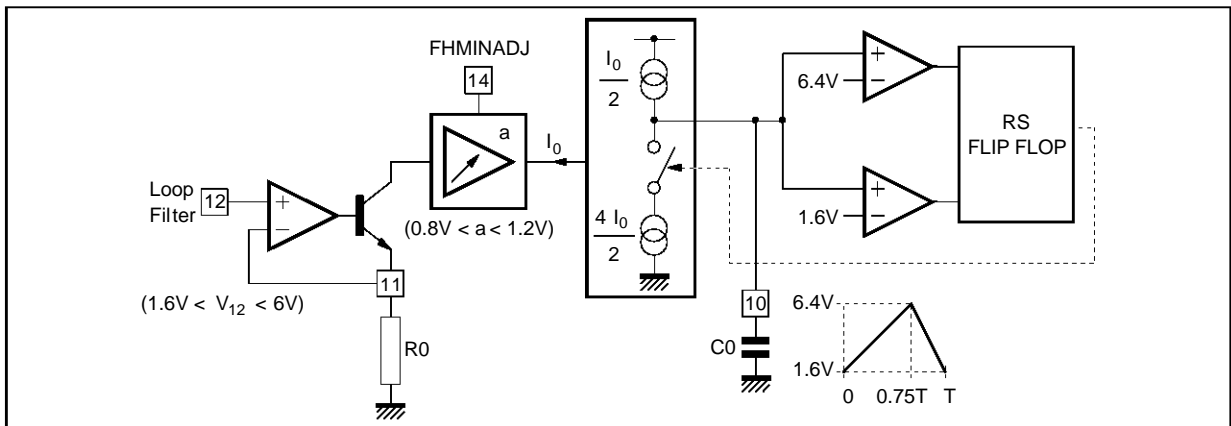 FHMINADJ
14
a
I0
I0
2
4 I0
2
Loop
Filter
12
+
−
(0.8V < a < 1.2V)
11
(1.6V < V12 < 6V)
R0
+
6.4V
−
+
1.6V
−
RS
FLIP FLOP
10
C0
6.4V
1.6V
0 0.75T T